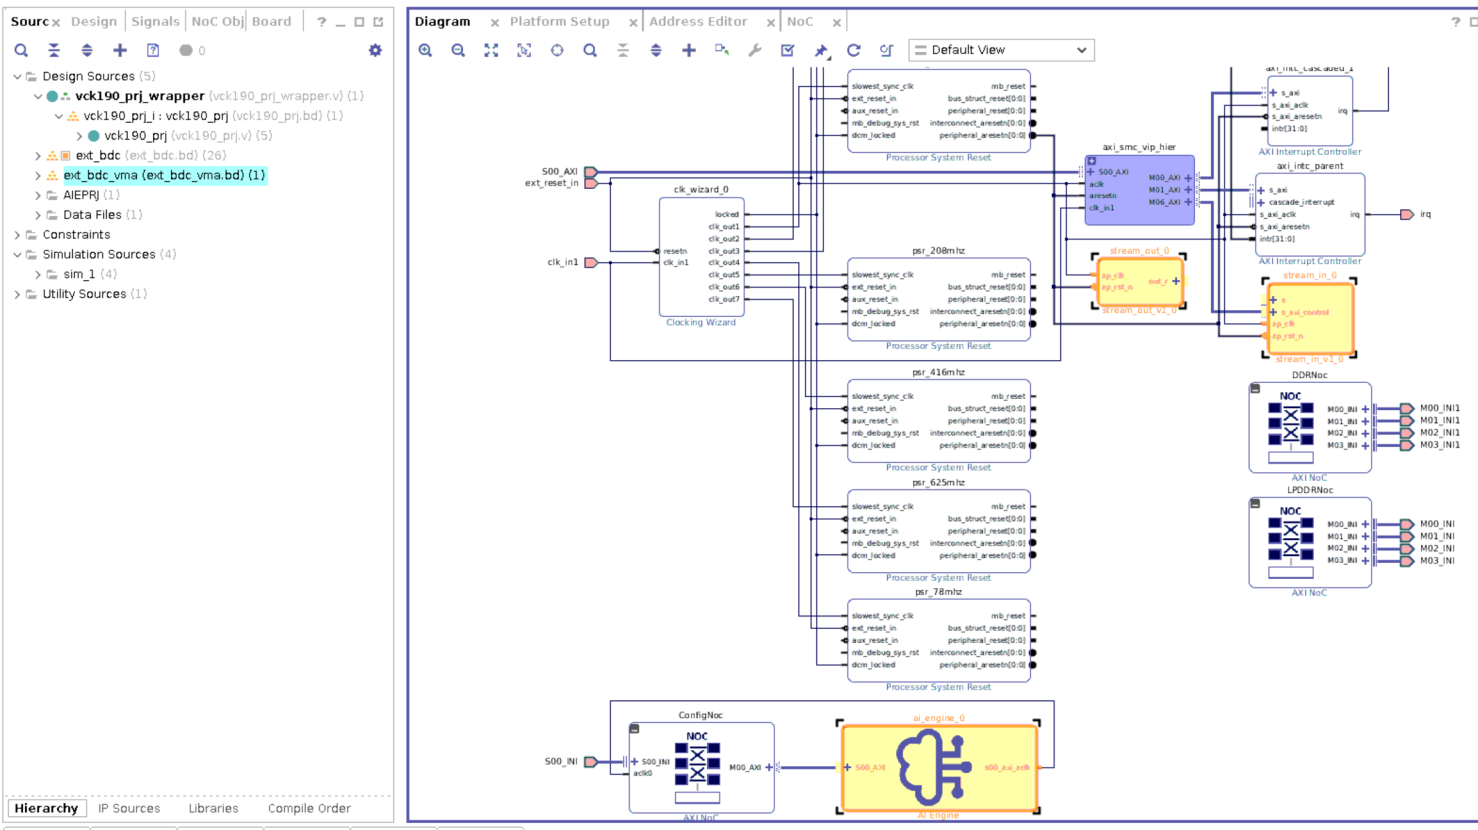 Sourc
Design
Signals
NoC Obj
Board
?
0
Design Sources (5)
vck190_prj_wrapper (vck190_prj_wrapper.v) (1)
vck190_prj_i : vck190_prj (vck190_prj.bd) (1)
vck190_prj (vck190_prj.v) (5)
ext_bdc (ext_bdc.bd) (26)
ext_bdc_vma (ext_bdc_vma.bd) (1)
AIEPRJ (1)
Data Files (1)
Constraints
Simulation Sources (4)
sim_1 (4)
Utility Sources (1)
Hierarchy
IP Sources
Libraries
Compile Order
Diagram
Platform Setup
Address Editor
NoC
?
Default View
slowest_sync_clk
ext_reset_in
aux_reset_in
mb_debug_sys_rst
dcm_locked
mb_reset
bus_struct_reset[0:0]
peripheral_reset[0:0]
interconnect_aresetn[0:0]
peripheral_aresetn[0:0]
Processor System Reset
S00_AXI
ext_reset_in
clk_in1
clk_wizard_0
resetn
clk_in1
locked
clk_out1
clk_out2
clk_out3
clk_out4
clk_out5
clk_out6
clk_out7
Clocking Wizard
psr_208mhz
slowest_sync_clk
ext_reset_in
aux_reset_in
mb_debug_sys_rst
dcm_locked
mb_reset
bus_struct_reset[0:0]
peripheral_reset[0:0]
interconnect_aresetn[0:0]
peripheral_aresetn[0:0]
Processor System Reset
psr_416mhz
slowest_sync_clk
ext_reset_in
aux_reset_in
mb_debug_sys_rst
dcm_locked
mb_reset
bus_struct_reset[0:0]
peripheral_reset[0:0]
interconnect_aresetn[0:0]
peripheral_aresetn[0:0]
Processor System Reset
psr_625mhz
slowest_sync_clk
ext_reset_in
aux_reset_in
mb_debug_sys_rst
dcm_locked
mb_reset
bus_struct_reset[0:0]
peripheral_reset[0:0]
interconnect_aresetn[0:0]
peripheral_aresetn[0:0]
Processor System Reset
psr_78mhz
slowest_sync_clk
ext_reset_in
aux_reset_in
mb_debug_sys_rst
dcm_locked
mb_reset
bus_struct_reset[0:0]
peripheral_reset[0:0]
interconnect_aresetn[0:0]
peripheral_aresetn[0:0]
Processor System Reset
axi_smc_vip_hier
S00_AXI
aclk
aresetn
clk_in1
M00_AXI
M01_AXI
M06_AXI
stream_out_0
ap_clk
ap_rst_n
out_r
stream_out_v1_0
axi_intc_cascaded_1
s_axi
s_axi_aclk
s_axi_aresetn
intr[31:0]
irq
AXI Interrupt Controller
axi_intc_parent
s_axi
cascade_interrupt
s_axi_aclk
s_axi_aresetn
intr[31:0]
irq
irq
AXI Interrupt Controller
stream_in_0
s
s_axi_control
ap_clk
ap_rst_n
stream_in_v1_0
DDRNoc
NOC
M00_INI
M01_INI
M02_INI
M03_INI
M00_INI1
M01_INI1
M02_INI1
M03_INI1
AXI NoC
LPDDRNoc
NOC
M00_INI
M01_INI
M02_INI
M03_INI
M00_INI
M01_INI
M02_INI
M03_INI
AXI NoC
S00_INI
ConfigNoc
NOC
S00_INI
aclk0
M00_AXI
AXI NoC
ai_engine_0
S00_AXI
s00_axi_aclk
AI Engine